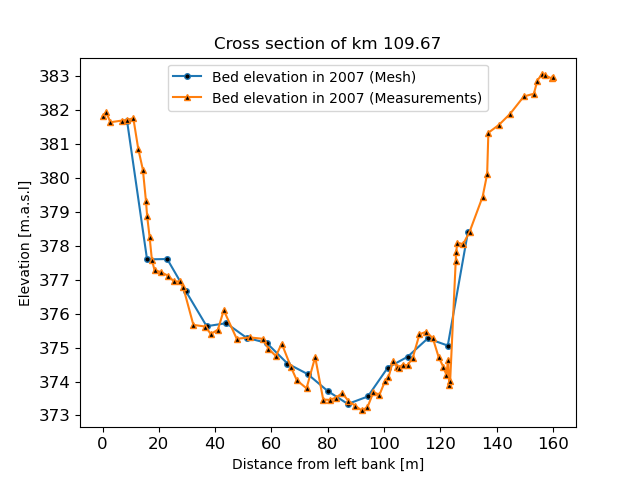 Cross section of km 109.67
Bed elevation in 2007 (Mesh)
Bed elevation in 2007 (Measurements)
Elevation [m.a.s.l]
383
382
381
380
379
378
377
376
375
374
373
0 20 40 60 80 100 120 140 160
Distance from left bank [m]